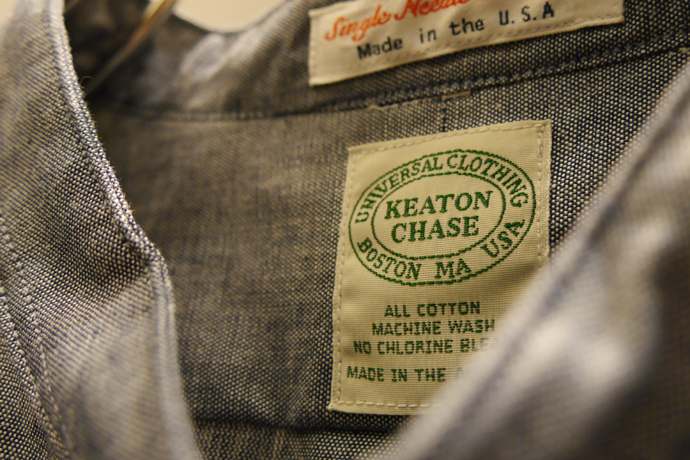 Single Needle
Made in the U.S.A
UNIVERSAL CLOTHING
KEATON
CHASE
BOSTON MA USA
ALL COTTON
MACHINE WASH
NO CHLORINE
MADE IN THE